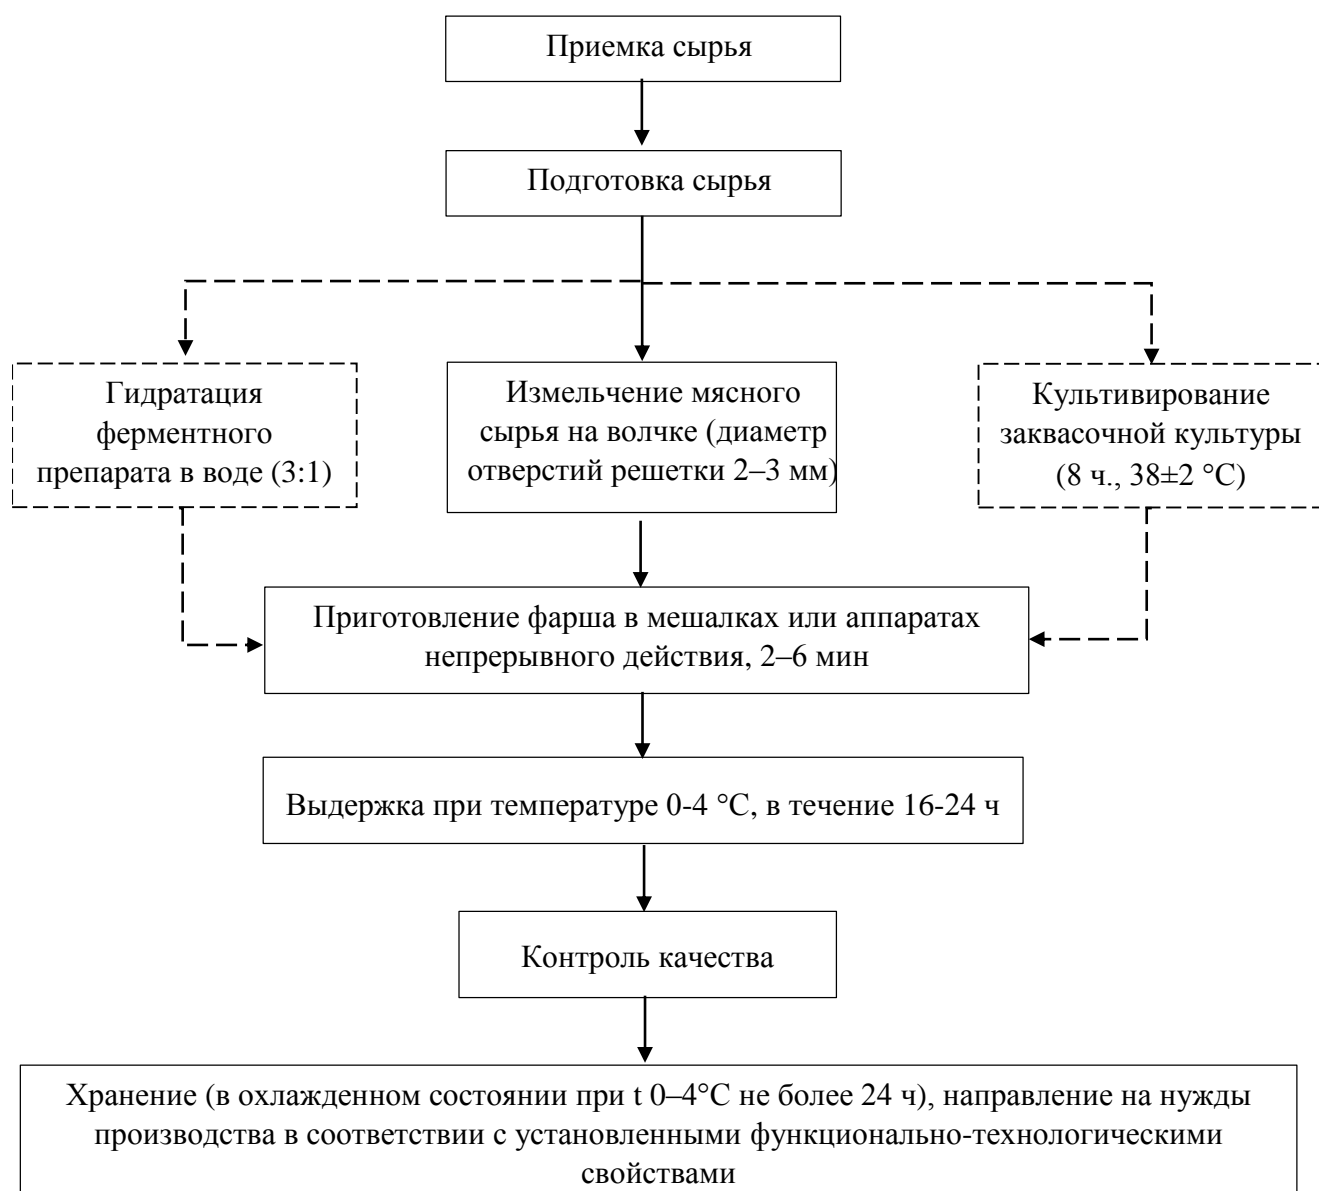 Приемка сырья
Подготовка сырья
Гидратация
ферментного
препарата в воде (3:1)
Измельчение мясного
сырья на волчке (диаметр
отверстий решетки 2–3 мм)
Культивирование
заквасочной культуры
(8 ч., 38±2 °С)
Приготовление фарша в мешалках или аппаратах
непрерывного действия, 2–6 мин
Выдержка при температуре 0-4 °С, в течение 16-24 ч
Контроль качества
Хранение (в охлажденном состоянии при t 0–4°С не более 24 ч), направление на нужды
производства в соответствии с установленными функционально-технологическими
свойствами